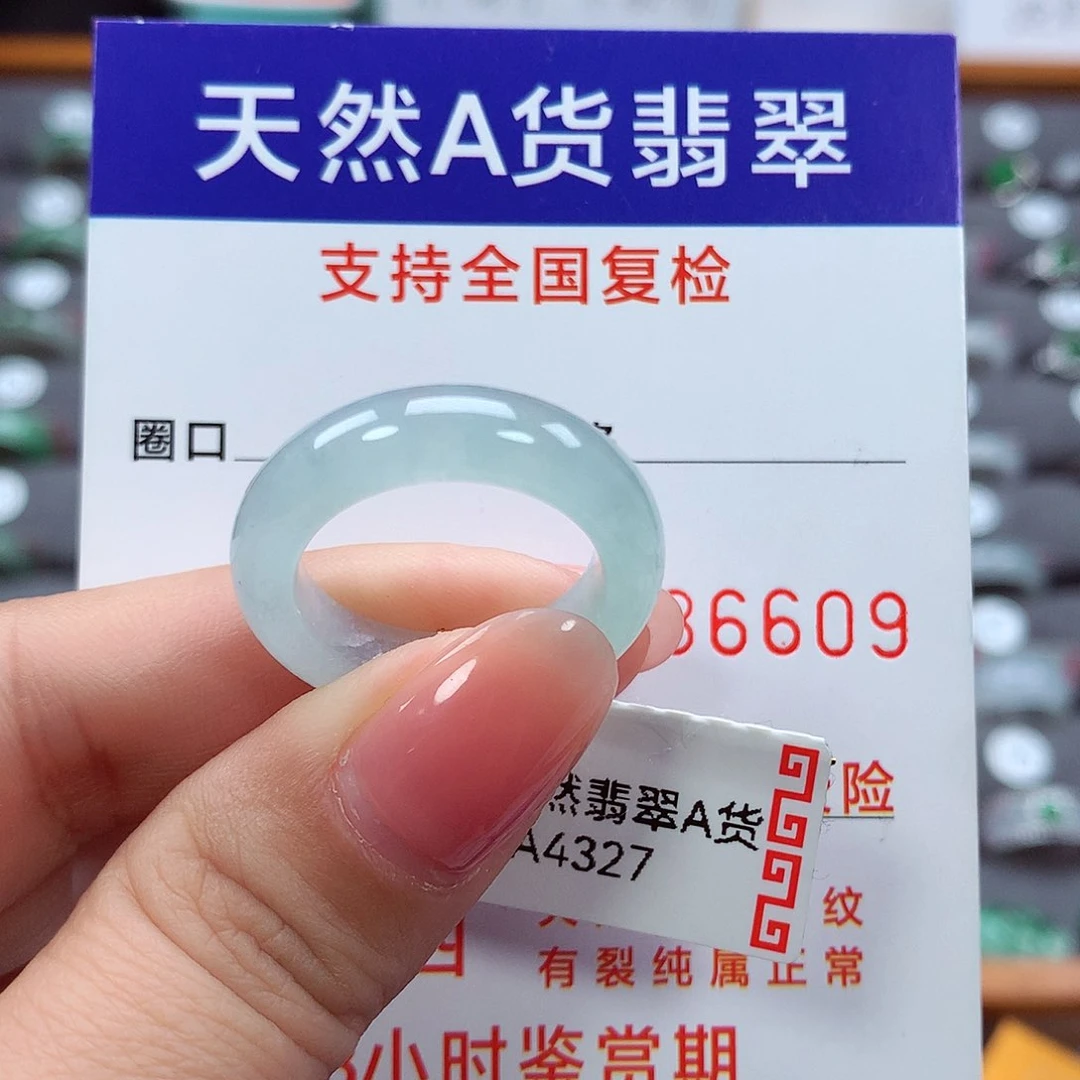 天然A货翡翠
支持全国复检
圈口
36609
险
然翡翠A货
A4327
纹
有裂纯属正常
小时鉴赏期